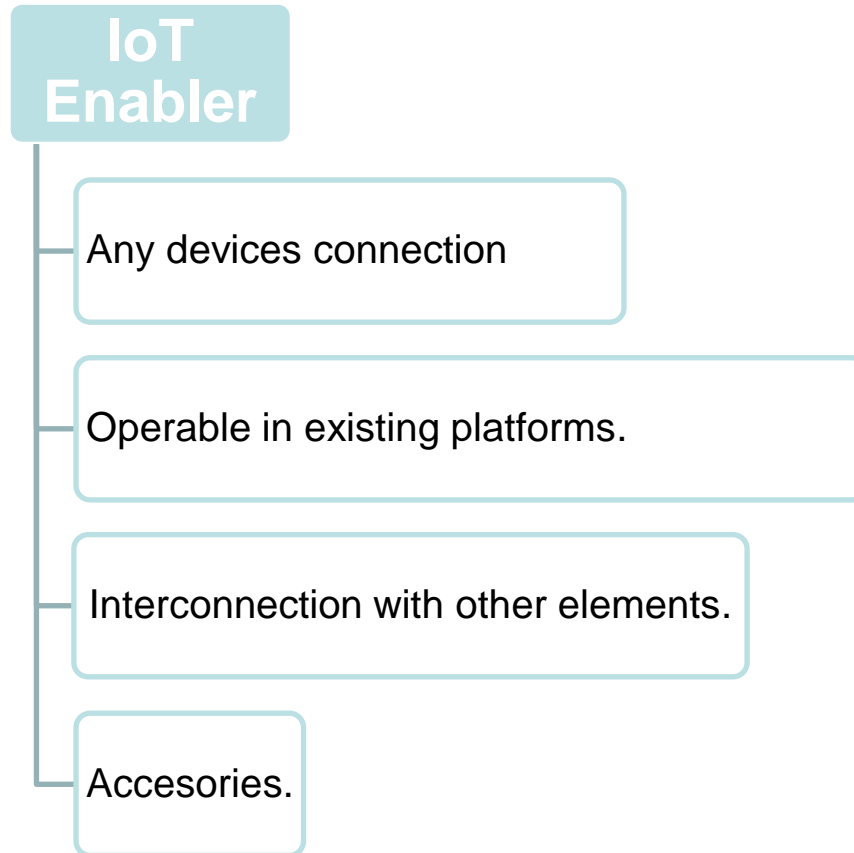 IoT
Enabler
Any devices connection
Operable in existing platforms.
Interconnection with other elements.
Accesories.